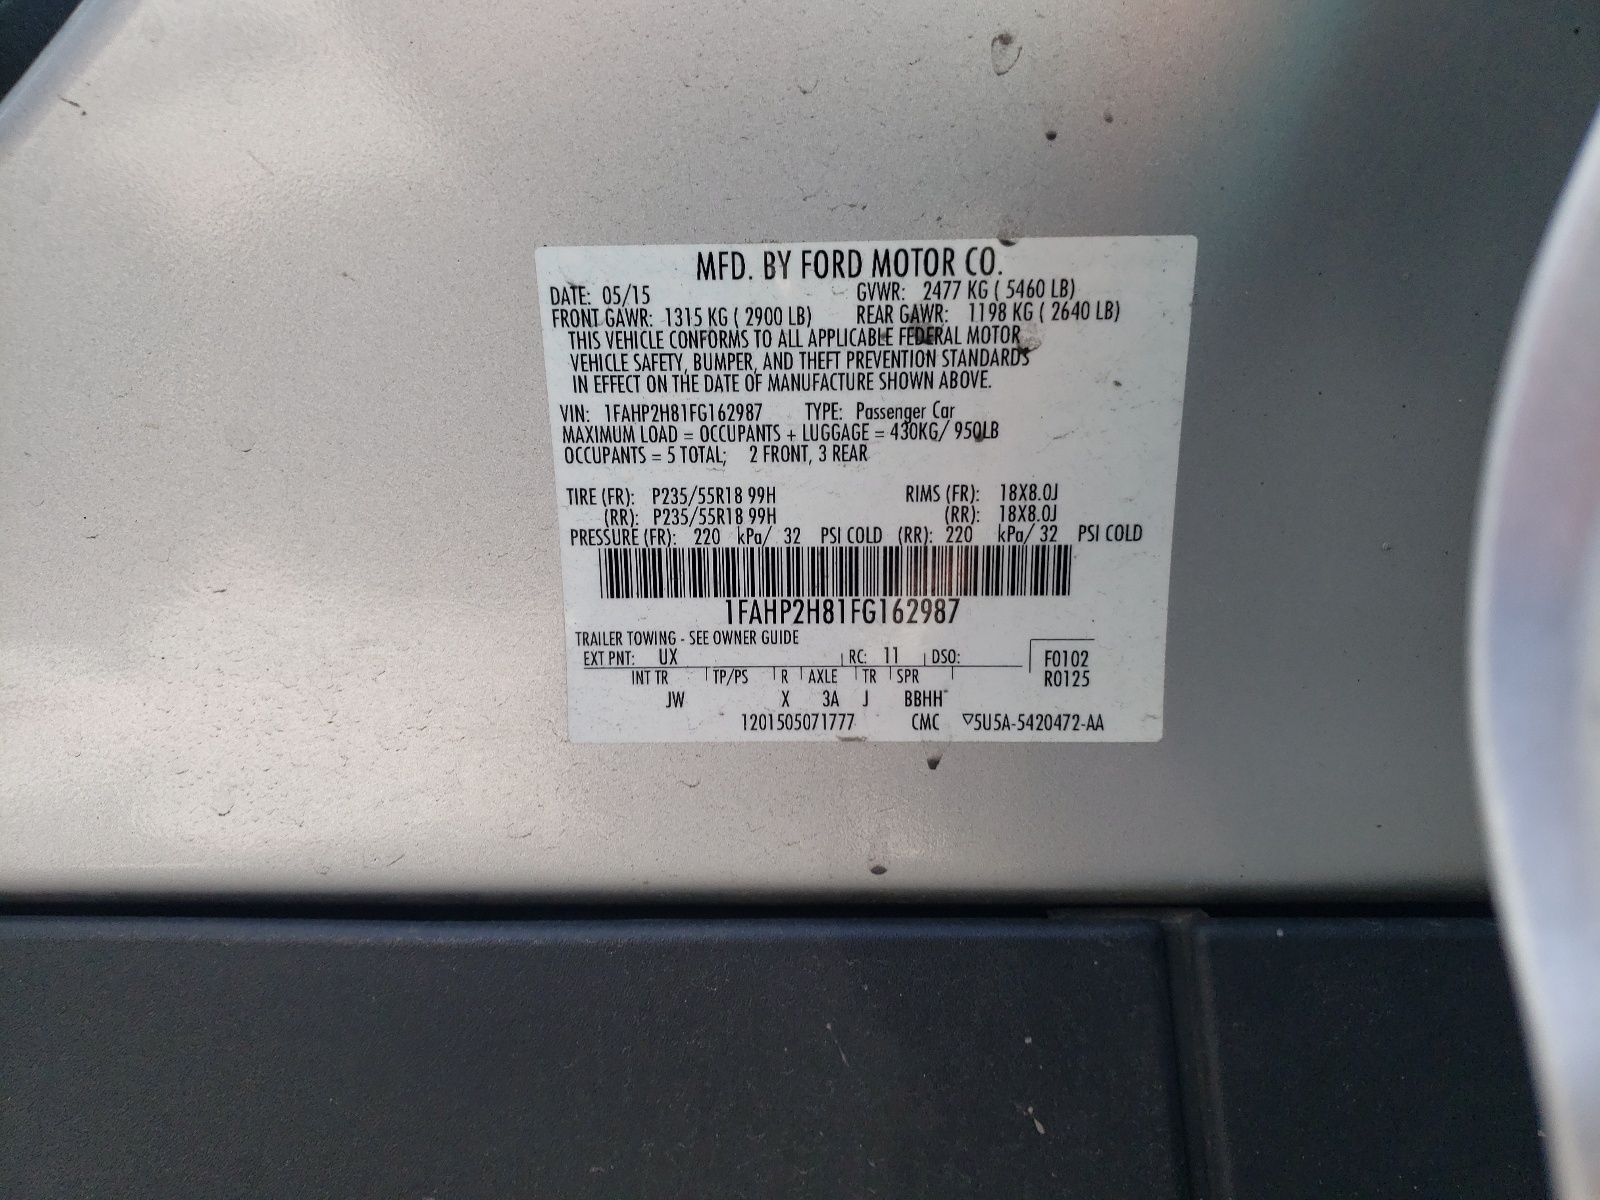 MFD. BY FORD MOTOR CO.
DATE: 05/15 GVWR: 2477 KG ( 5460 LB)
FRONT GAWR: 1315 KG ( 2900 LB) REAR GAWR: 1198 KG ( 2640 LB)
THIS VEHICLE CONFORMS TO ALL APPLICABLE FEDERAL MOTOR
VEHICLE SAFETY, BUMPER, AND THEFT PREVENTION STANDARDS
IN EFFECT ON THE DATE OF MANUFACTURE SHOWN ABOVE.
VIN: 1FAHP2H81FG162987 TYPE: Passenger Car
MAXIMUM LOAD = OCCUPANTS + LUGGAGE = 430KG/ 950LB
OCCUPANTS = 5 TOTAL; 2 FRONT, 3 REAR
TIRE (FR): P235/55R18 99H RIMS (FR): 18X8.0J
(RR): P235/55R18 99H (RR): 18X8.0J
PRESSURE (FR): 220 kPa/ 32 PSI COLD (RR): 220 kPa/ 32 PSI COLD
1FAHP2H81FG162987
TRAILER TOWING - SEE OWNER GUIDE
EXT PNT: UX RC: 11 DSO: F0102
INT TR TP/PS R AXLE TR SPR R0125
JW X 3A J BBHH
1201505071777 CMC ▽5U5A-5420472-AA